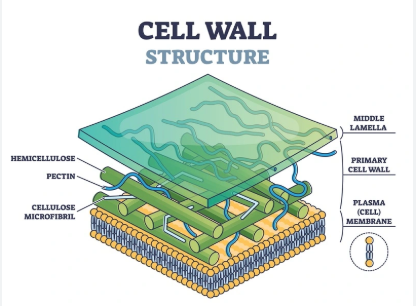 CELL WALL
STRUCTURE
HEMICELLULOSE
PECTIN
CELLULOSE
MICROFIBRIL
MIDDLE
LAMELLA
PRIMARY
CELL WALL
PLASMA
(CELL)
MEMBRANE